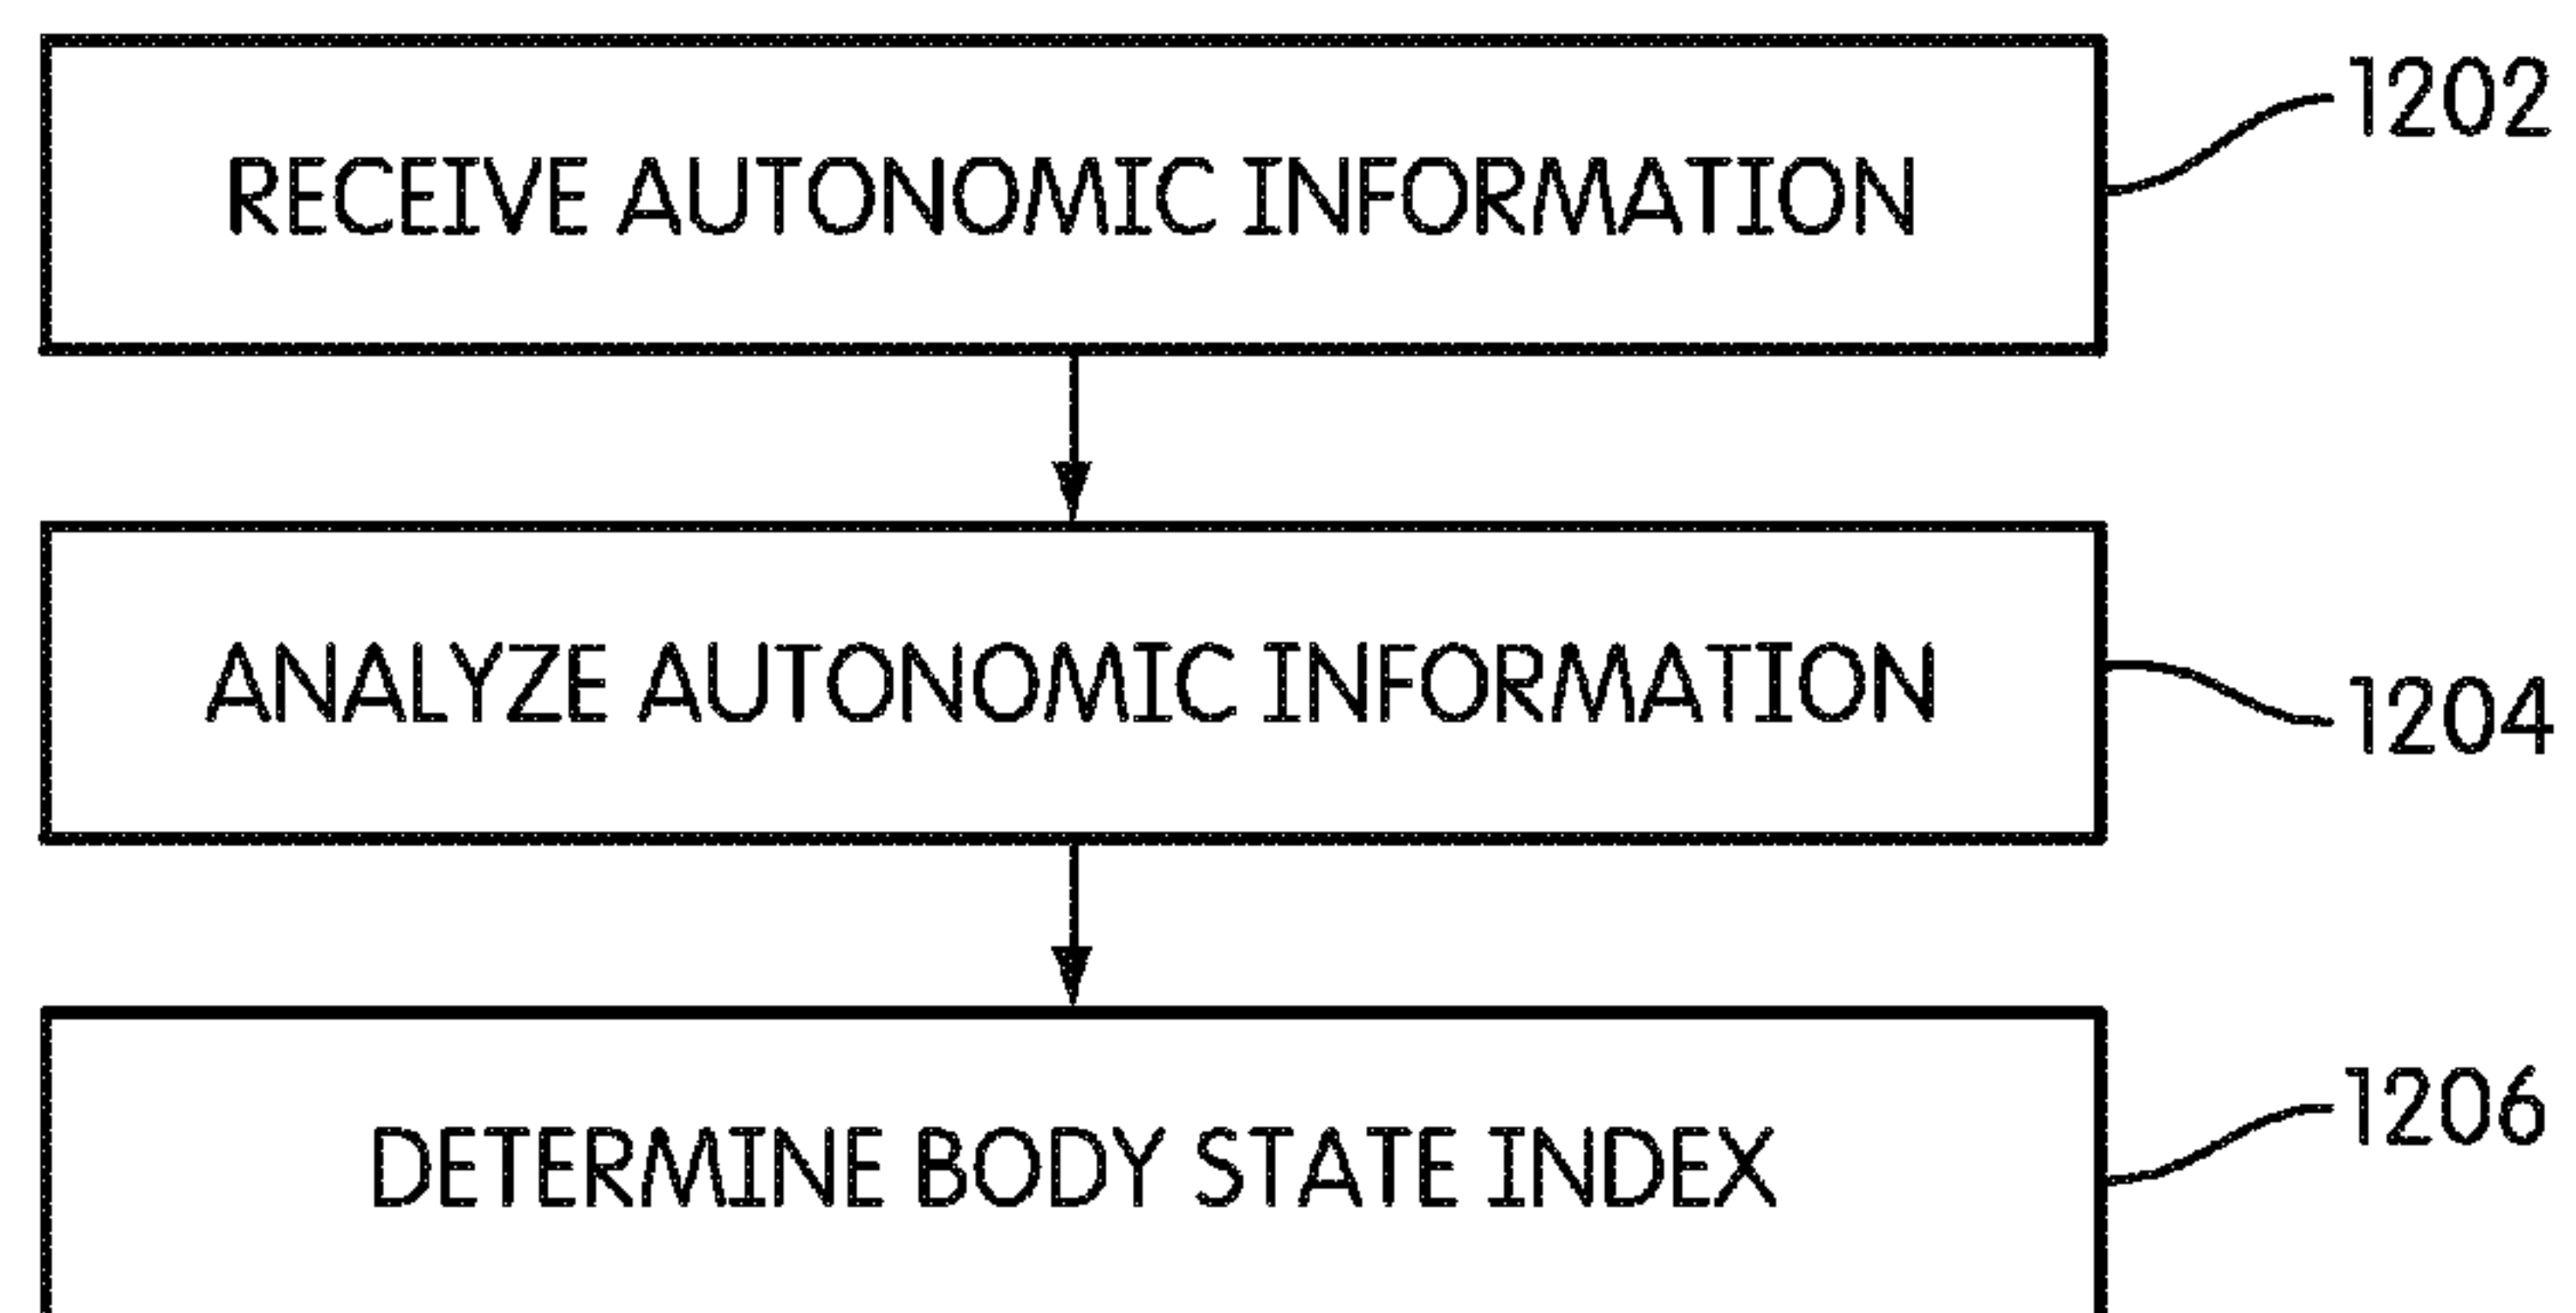 1202
RECEIVE AUTONOMIC INFORMATION
ANALYZE AUTONOMIC INFORMATION
1204
1206
DETERMINE BODY STATE INDEX